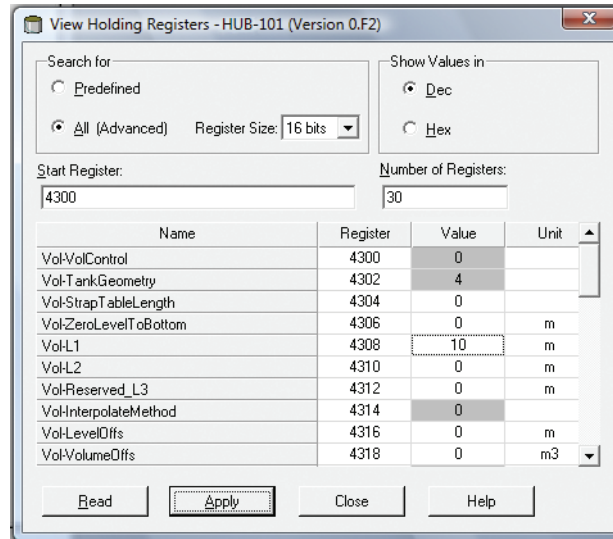 View Holding Registers - HUB-101 (Version 0.F2)
Search for
Predefined
All (Advanced) Register Size: 16 bits
Show Values in
Dec
Hex
Start Register:
4300
Number of Registers:
30
Name Register Value Unit
Vol-VolControl 4300 0
Vol-TankGeometry 4302 4
Vol-StrapTableLength 4304 0
Vol-ZeroLevelToBottom 4306 0 m
Vol-L1 4308 10 m
Vol-L2 4310 0 m
Vol-Reserved_L3 4312 0 m
Vol-InterpolateMethod 4314 0
Vol-LevelOffs 4316 0 m
Vol-VolumeOffs 4318 0 m3
Read Apply Close Help